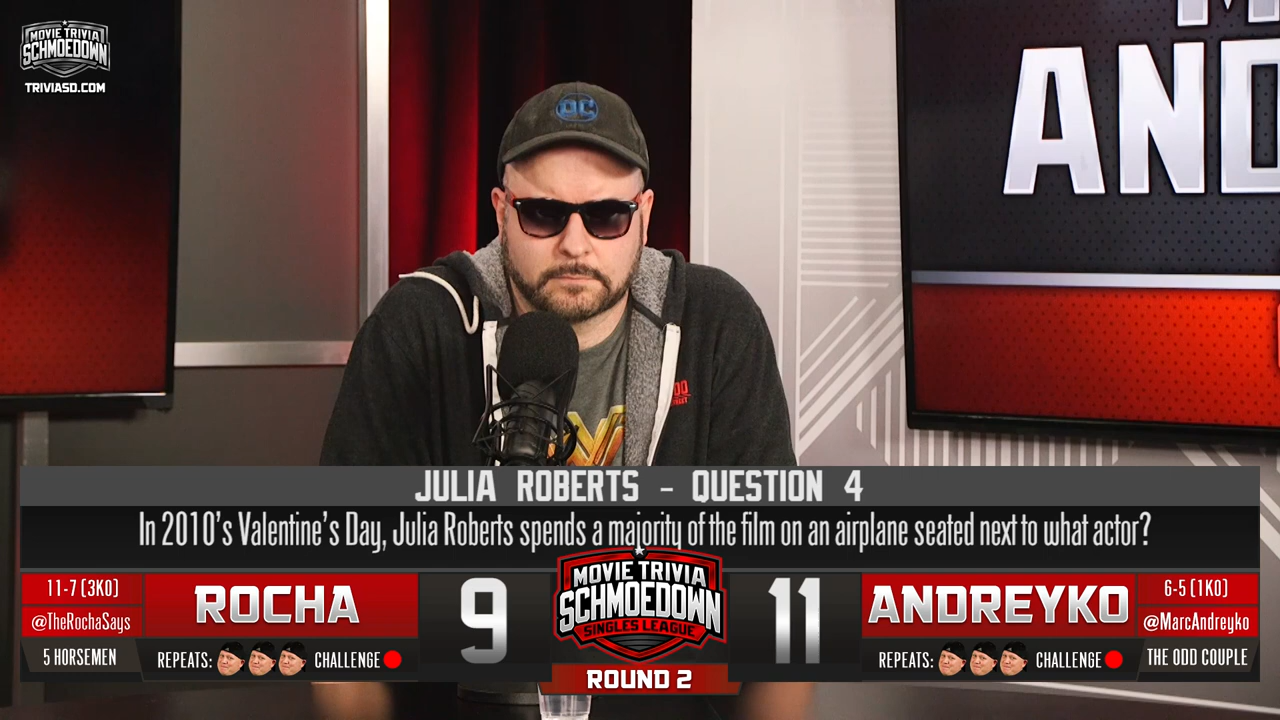 MOVIE TRIVIA
SCHMOEDOWN
TRIVIASD.COM
DC
AND
JULIA ROBERTS - QUESTION 4
In 2010's Valentine's Day, Julia Roberts spends a majority of the film on an airplane seated next to what actor?
11-7 (3KO)
@TheRochaSays
5 HORSEMEN
ROCHA
REPEATS:
CHALLENGE
9
MOVIE TRIVIA
SCHMOEDOWN
SINGLES LEAGUE
ROUND 2
11
ANDREYKO
REPEATS:
CHALLENGE
6-5 (1KO)
@MarcAndreyko
THE ODD COUPLE